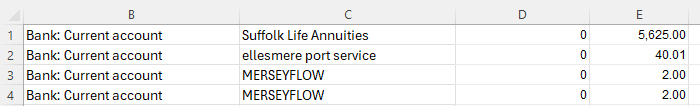 B C D E
1 Bank: Current account Suffolk Life Annuities 0 5,625.00
2 Bank: Current account ellesmere port service 0 40.01
3 Bank: Current account MERSEYFLOW 0 2.00
4 Bank: Current account MERSEYFLOW 0 2.00